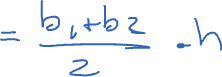 = (b₁+b2)/2 · h